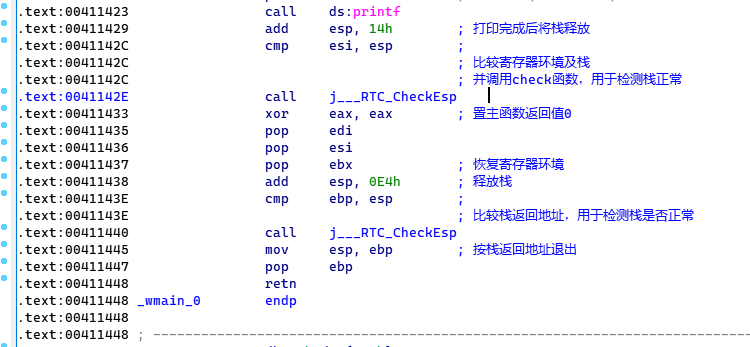 .text:00411423 call ds:printf
.text:00411429 add esp, 14h ; 打印完成后将栈释放
.text:0041142C cmp esi, esp ;
.text:0041142C ; 比较寄存器环境及栈
.text:0041142C ; 并调用check函数，用于检测栈正常
.text:0041142E call j___RTC_CheckEsp
.text:00411433 xor eax, eax ; 置主函数返回值0
.text:00411435 pop edi
.text:00411436 pop esi
.text:00411437 pop ebx ; 恢复寄存器环境
.text:00411438 add esp, 0E4h ; 释放栈
.text:0041143E cmp ebp, esp ;
.text:0041143E ; 比较栈返回地址，用于检测栈是否正常
.text:00411440 call j___RTC_CheckEsp
.text:00411445 mov esp, ebp ; 按栈返回地址退出
.text:00411447 pop ebp
.text:00411448 retn
.text:00411448 _wmain_0 endp
.text:00411448
.text:00411448 ; ---------------------------------------------------------------------------